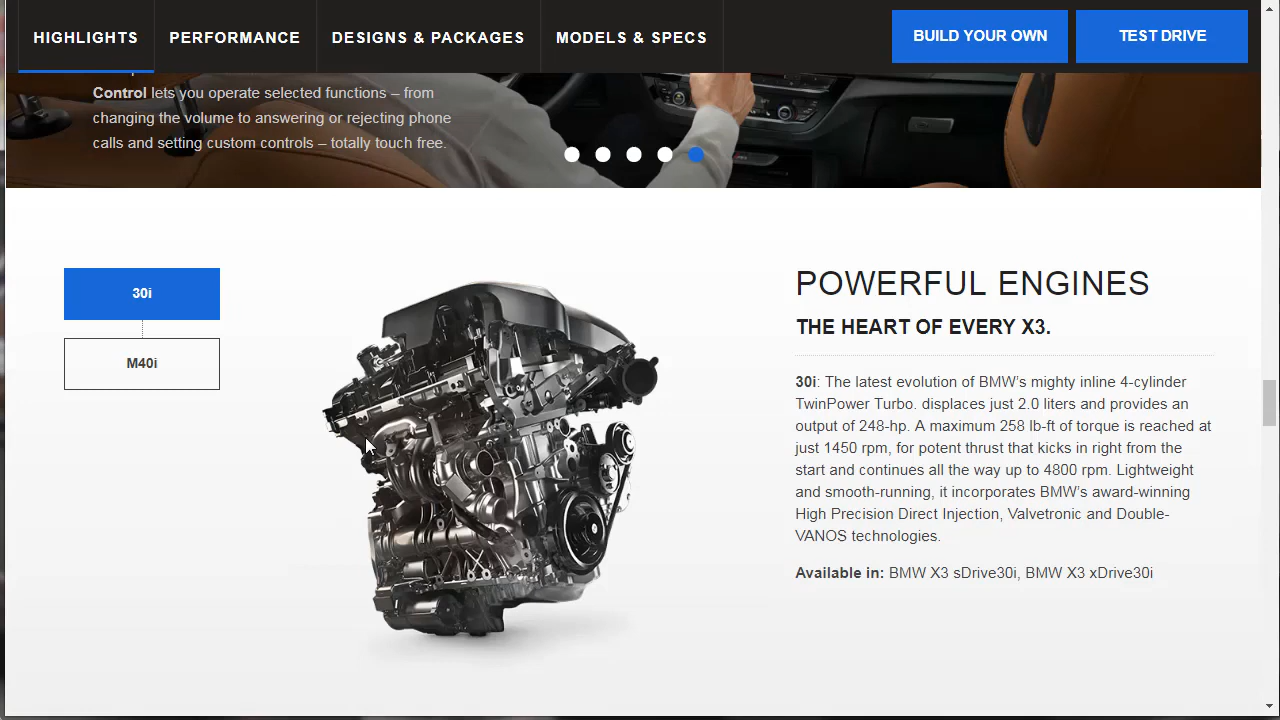 HIGHLIGHTS PERFORMANCE DESIGNS & PACKAGES MODELS & SPECS BUILD YOUR OWN TEST DRIVE
Control lets you operate selected functions – from
changing the volume to answering or rejecting phone
calls and setting custom controls – totally touch free.
30i
M40i
POWERFUL ENGINES
THE HEART OF EVERY X3.
30i: The latest evolution of BMW's mighty inline 4-cylinder
TwinPower Turbo. displaces just 2.0 liters and provides an
output of 248-hp. A maximum 258 lb-ft of torque is reached at
just 1450 rpm, for potent thrust that kicks in right from the
start and continues all the way up to 4800 rpm. Lightweight
and smooth-running, it incorporates BMW's award-winning
High Precision Direct Injection, Valvetronic and Double-
VANOS technologies.
Available in: BMW X3 sDrive30i, BMW X3 xDrive30i